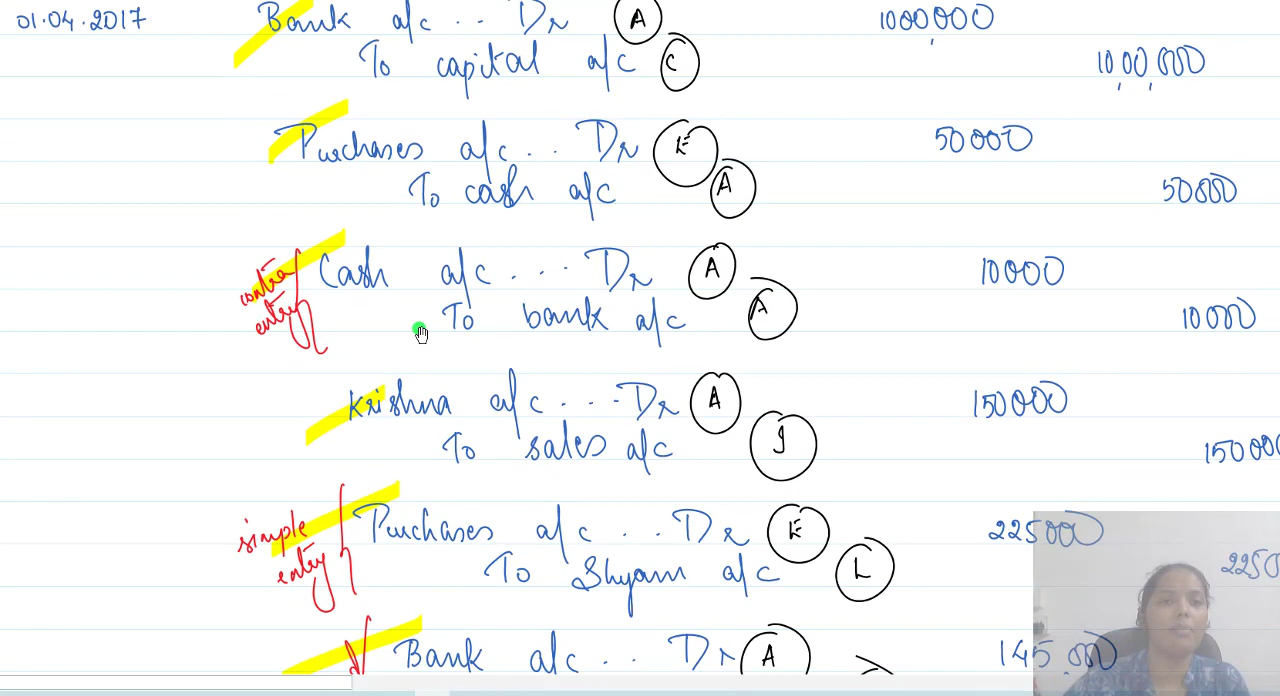 01.04.2017 Bank a/c .. Dr A 1000000
To capital a/c C 10,00,000
Purchases a/c .. Dr E 50000
To cash a/c A 50000
contra entry Cash a/c .... Dr A 10000
To bank a/c A 10000
Krishna a/c .... Dr A 150000
To sales a/c I 150000
simple entry Purchases a/c ... Dr E 225000
To Shyam a/c L 2250
Bank a/c .. Dr A 145,000